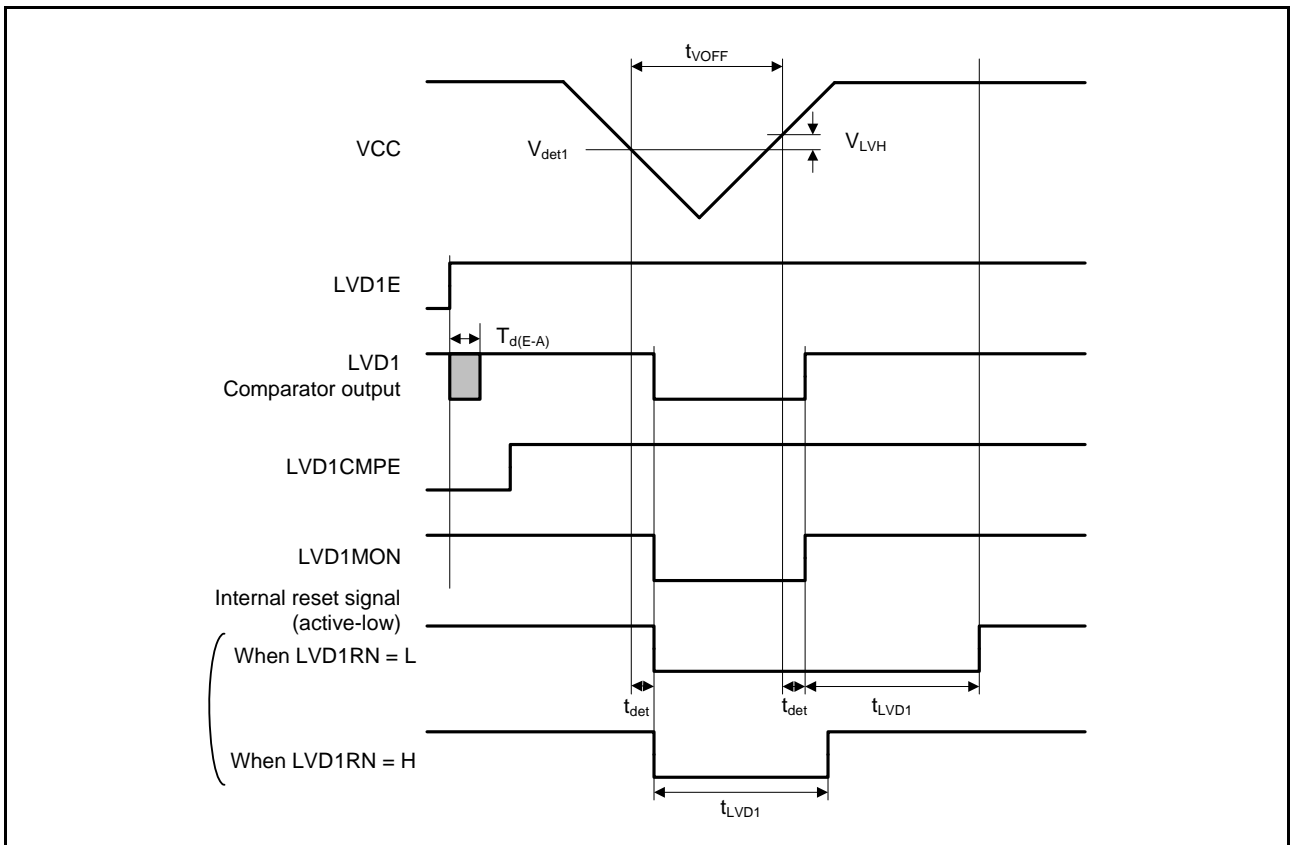 tVOFF
VCC
Vdet1
VLVH
LVD1E
Td(E-A)
LVD1
Comparator output
LVD1CMPE
LVD1MON
Internal reset signal
(active-low)
When LVD1RN = L
tdet
tdet
tLVD1
When LVD1RN = H
tLVD1